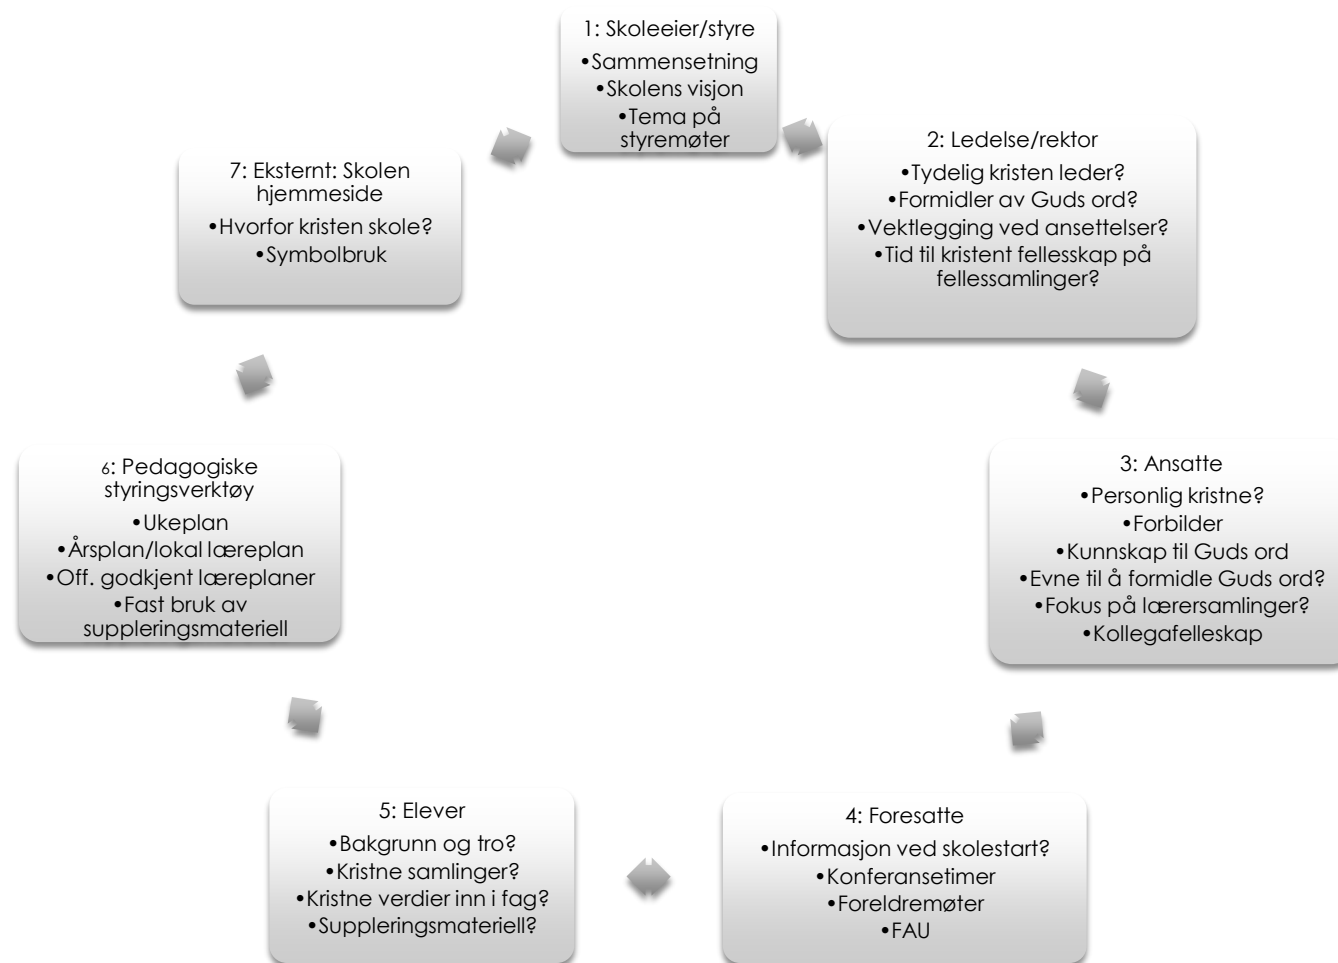 1: Skoleeier/styre
•Sammensetning
•Skolens visjon
•Tema på
styremøter
2: Ledelse/rektor
•Tydelig kristen leder?
•Formidler av Guds ord?
•Vektlegging ved ansettelser?
•Tid til kristent fellesskap på
fellessamlinger?
3: Ansatte
•Personlig kristne?
•Forbilder
•Kunnskap til Guds ord
•Evne til å formidle Guds ord?
•Fokus på lærersamlinger?
•Kollegafelleskap
4: Foresatte
•Informasjon ved skolestart?
•Konferansetimer
•Foreldremøter
•FAU
5: Elever
•Bakgrunn og tro?
•Kristne samlinger?
•Kristne verdier inn i fag?
•Suppleringsmateriell?
6: Pedagogiske
styringsverktøy
•Ukeplan
•Årsplan/lokal læreplan
•Off. godkjent læreplaner
•Fast bruk av
suppleringsmateriell
7: Eksternt: Skolen
hjemmeside
•Hvorfor kristen skole?
•Symbolbruk